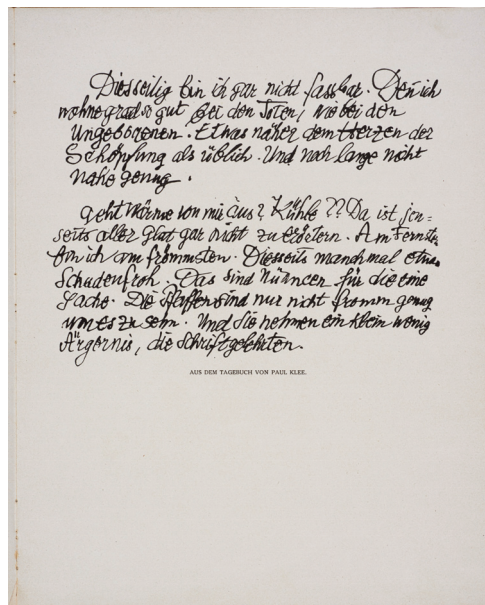 Diesseitig bin ich gar nicht fassbar. Deñ ich
wohne grad so gut bei den Toten, wie bei den
Ungeborenen. Etwas näher dem Herzen der
Schöpfung als üblich. Und noch lange nicht
nahe genug.
Geht Wärme von mir aus? Kühle?? Da ist jen=
seits aller Glut gar nicht zu erörtern. Am Fernsten
bin ich am frömmsten. Diesseits manchmal etwas
Schadenfroh. Das sind Nüancen für die eine
Sache. Die Pfaffen sind nur nicht fromm genug
um es zu sehn. Und sie nehmen ein klein wenig
Ärgernis, die Schriftgelehrten.
AUS DEM TAGEBUCH VON PAUL KLEE.